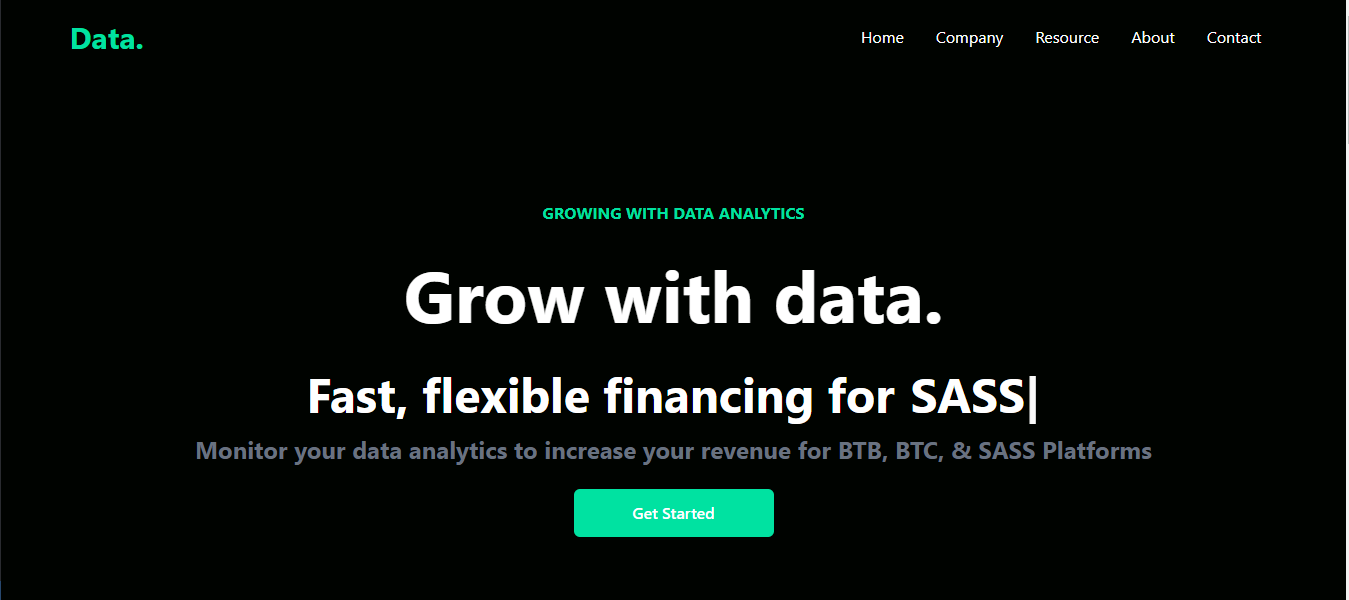 Data.
Home Company Resource About Contact
GROWING WITH DATA ANALYTICS
Grow with data.
Fast, flexible financing for SASS|
Monitor your data analytics to increase your revenue for BTB, BTC, & SASS Platforms
Get Started